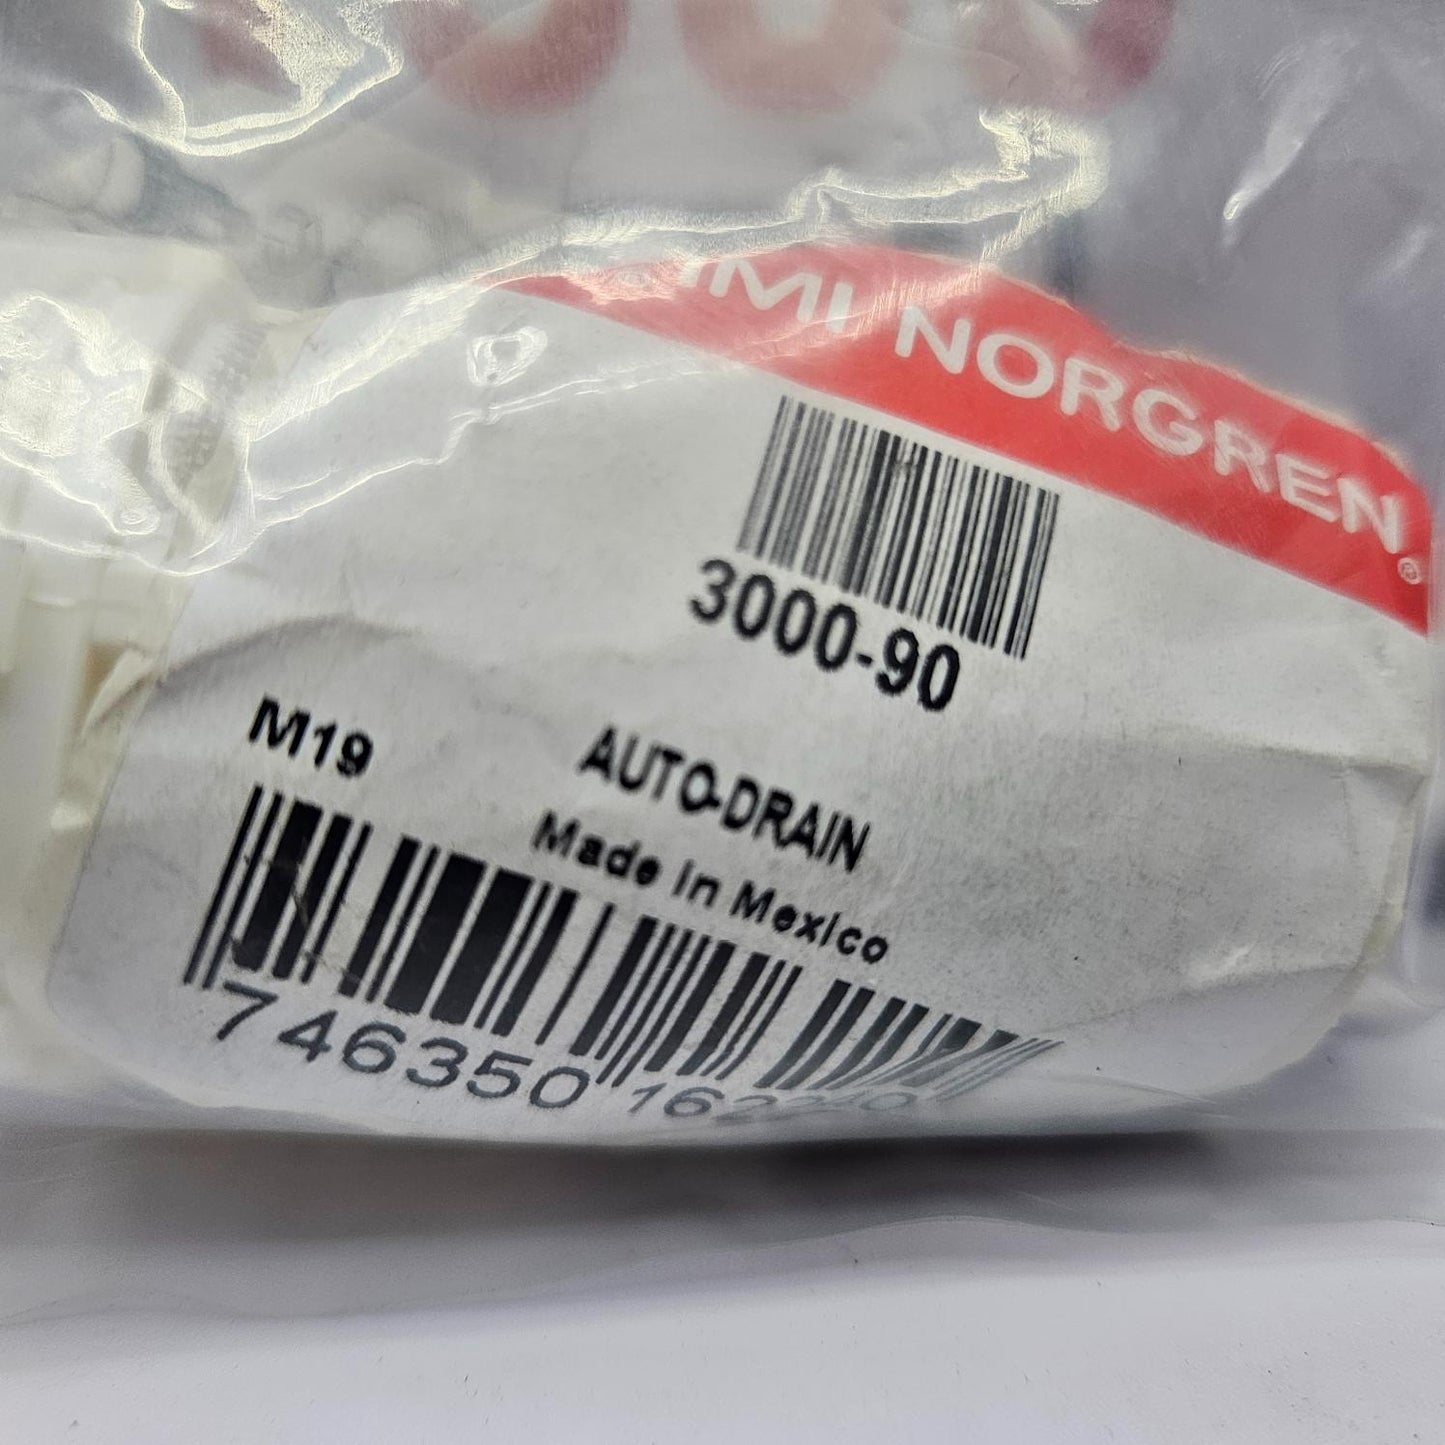 IMI NORGREN®
3000-90
M19
AUTO-DRAIN
Made in Mexico
746350